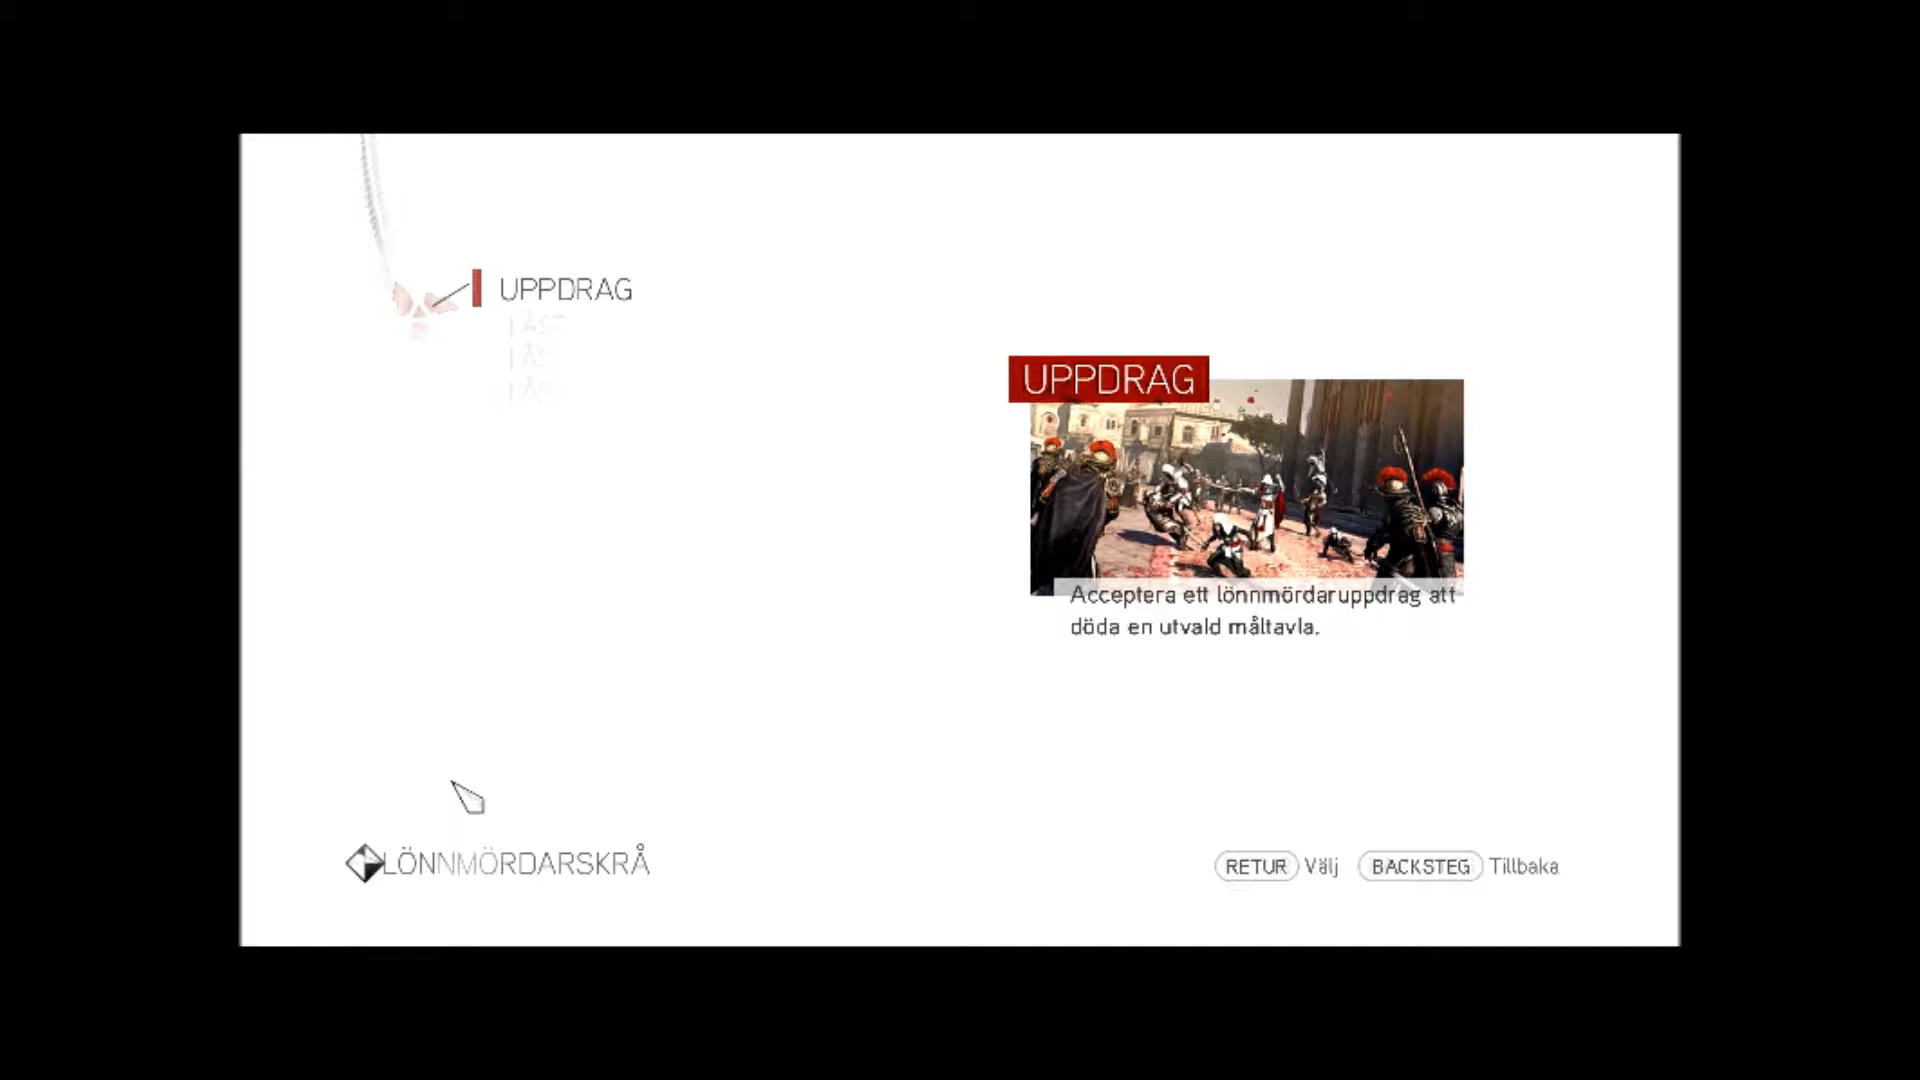 UPPDRAG
UPPDRAG
Acceptera ett lönnmördaruppdrag att
döda en utvald måltavla.
LÖNNMÖRDARSKRÅ
RETUR Välj BACKSTEG Tillbaka